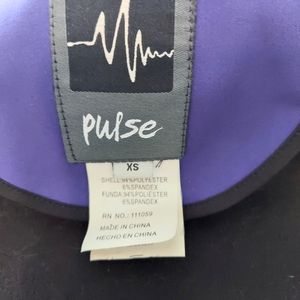 pulse
XS
SHELL:94%POLYESTER
6%SPANDEX
FUNDA:94%POLYESTER
6%SPANDEX
RN NO.: 111059
MADE IN CHINA
HECHO EN CHINA